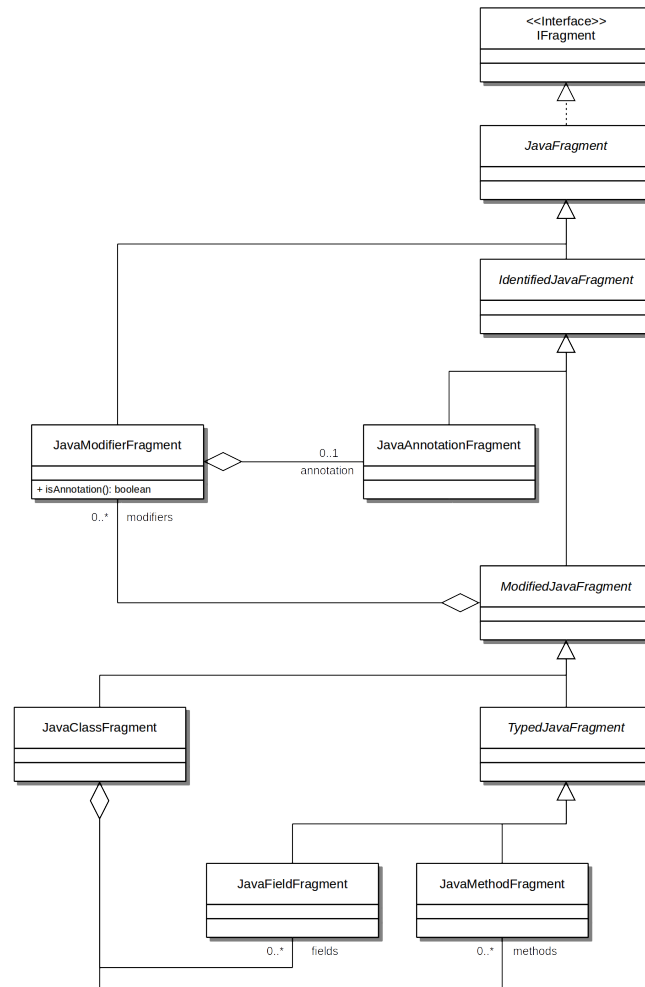 <<Interface>>
IFragment
JavaFragment
IdentifiedJavaFragment
JavaModifierFragment
+ isAnnotation(): boolean
0..1
annotation
JavaAnnotationFragment
0..* modifiers
ModifiedJavaFragment
JavaClassFragment
TypedJavaFragment
JavaFieldFragment
JavaMethodFragment
0..* fields
0..* methods